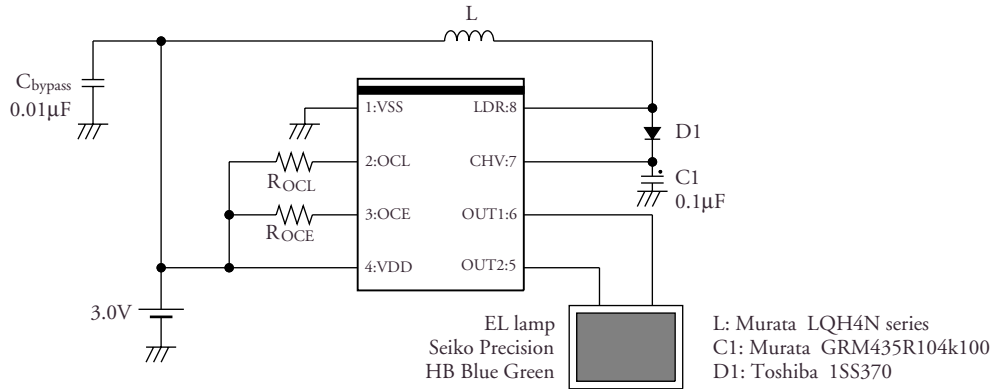 L
Cbypass
0.01µF
1:VSS
LDR:8
D1
2:OCL
CHV:7
ROCL
C1
0.1µF
3:OCE
OUT1:6
ROCE
4:VDD
OUT2:5
3.0V
EL lamp
Seiko Precision
HB Blue Green
L: Murata LQH4N series
C1: Murata GRM435R104k100
D1: Toshiba 1SS370